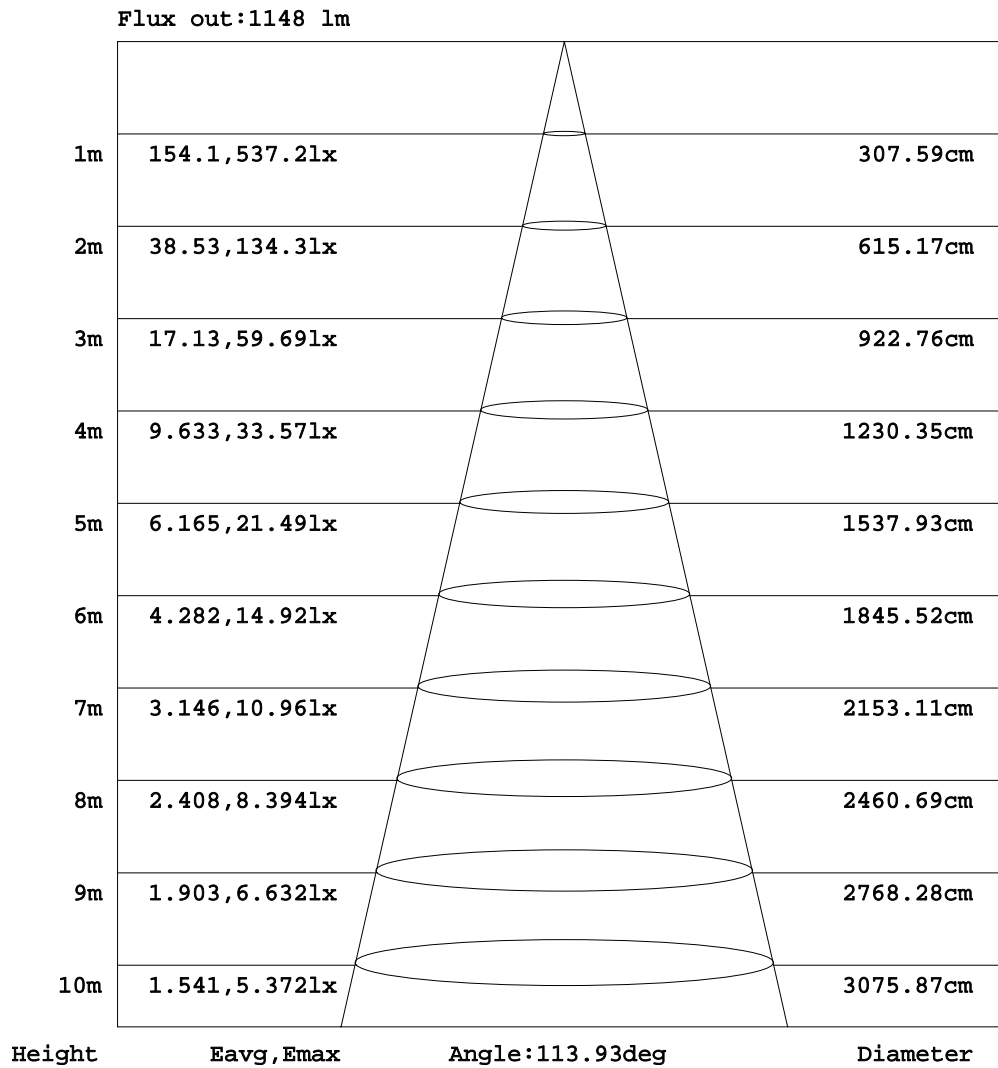 Flux out:1148 lm
1m 154.1,537.2lx 307.59cm
2m 38.53,134.3lx 615.17cm
3m 17.13,59.69lx 922.76cm
4m 9.633,33.57lx 1230.35cm
5m 6.165,21.49lx 1537.93cm
6m 4.282,14.92lx 1845.52cm
7m 3.146,10.96lx 2153.11cm
8m 2.408,8.394lx 2460.69cm
9m 1.903,6.632lx 2768.28cm
10m 1.541,5.372lx 3075.87cm
Height Eavg,Emax Angle:113.93deg Diameter